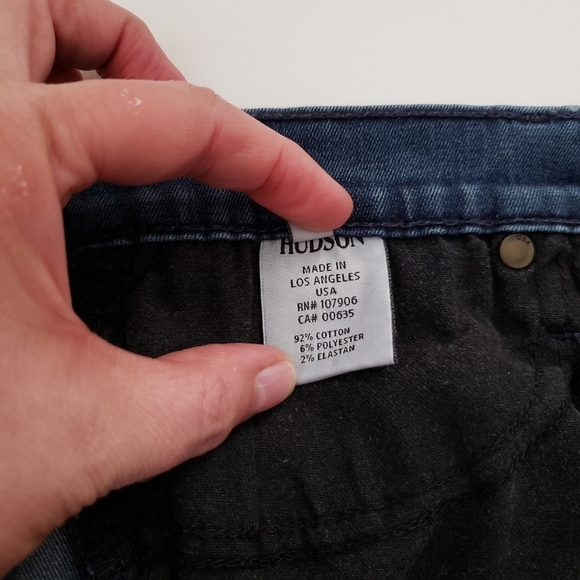 HUDSON
MADE IN
LOS ANGELES
USA
RN# 107906
CA# 00635
92% COTTON
6% POLYESTER
2% ELASTAN